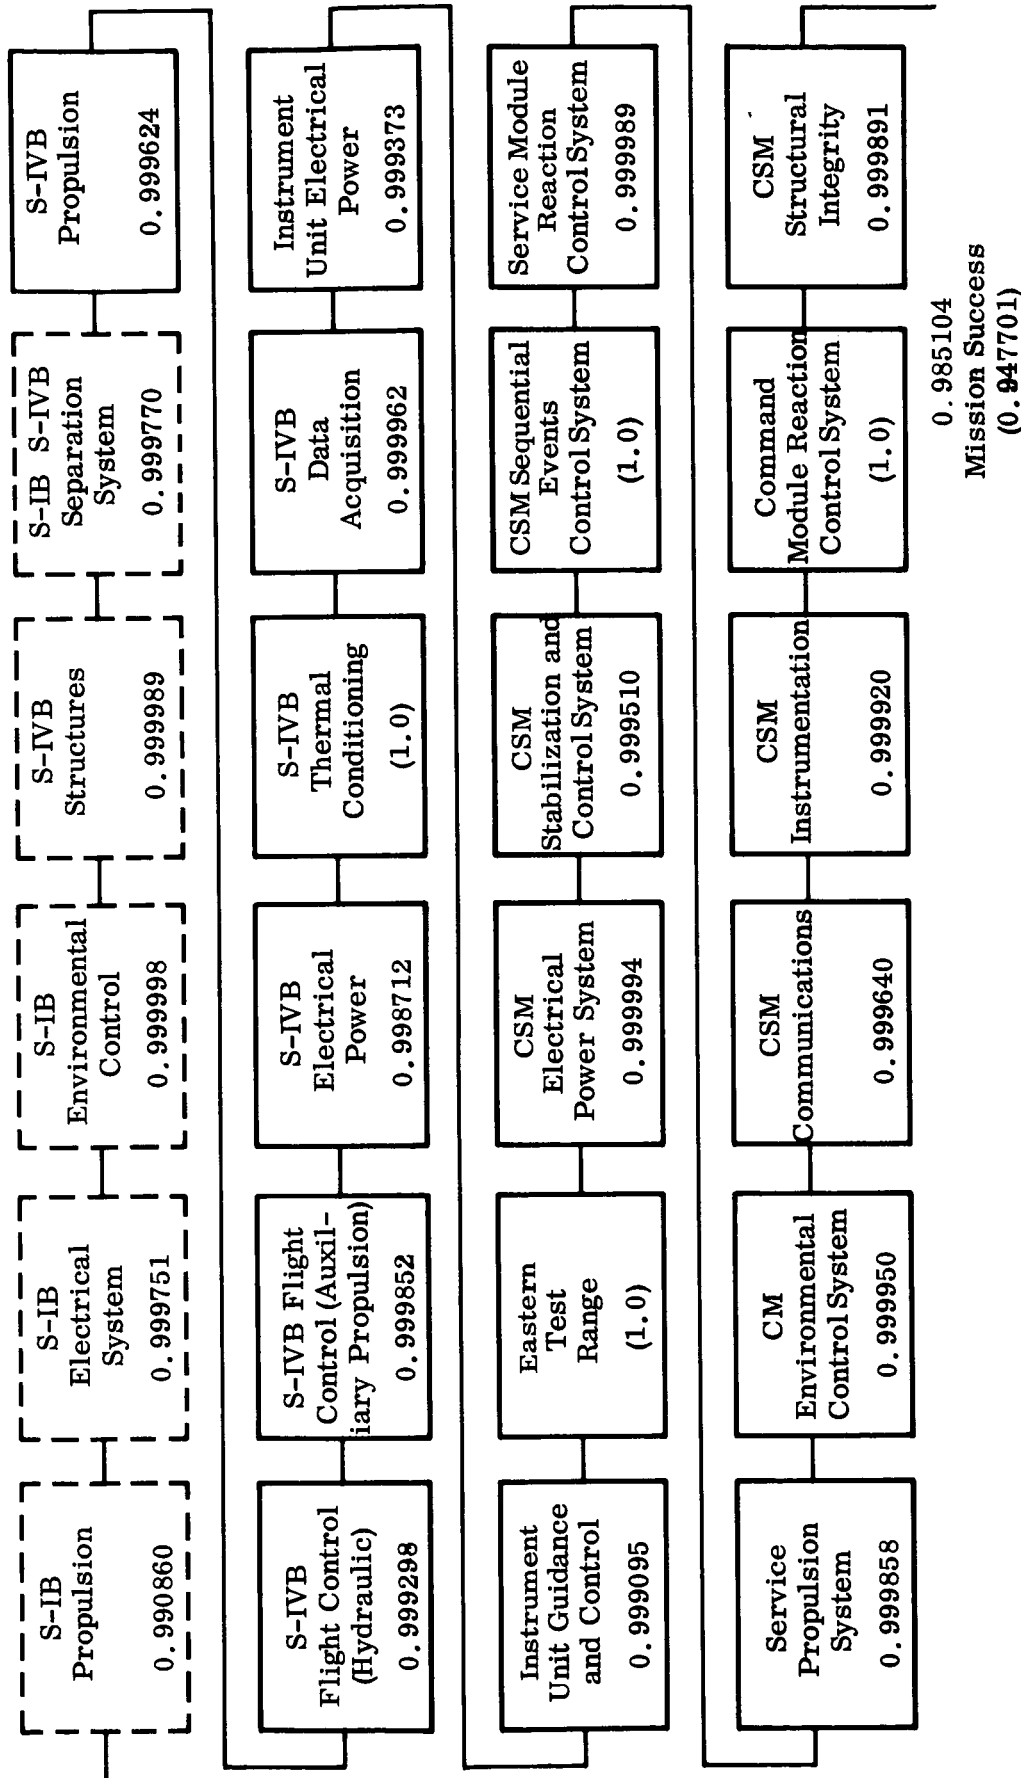 S-IB
Propulsion
0.990860
S-IB
Electrical
System
0.999751
S-IB
Environmental
Control
0.999998
S-IVB
Structures
0.999989
S-IB S-IVB
Separation
System
0.999770
S-IVB
Propulsion
0.999624
S-IVB
Flight Control
(Hydraulic)
0.999298
S-IVB Flight
Control (Auxil-
iary Propulsion)
0.999852
S-IVB
Electrical
Power
0.998712
S-IVB
Thermal
Conditioning
(1.0)
S-IVB
Data
Acquisition
0.999962
Instrument
Unit Electrical
Power
0.999373
Instrument
Unit Guidance
and Control
0.999095
Eastern
Test
Range
(1.0)
CSM
Electrical
Power System
0.999994
CSM
Stabilization and
Control System
0.999510
CSM Sequential
Events
Control System
(1.0)
Service Module
Reaction
Control System
0.999989
Service
Propulsion
System
0.999858
CM
Environmental
Control System
0.999950
CSM
Communications
0.999640
CSM
Instrumentation
0.999920
Command
Module Reaction
Control System
(1.0)
CSM
Structural
Integrity
0.999891
0.985104
Mission Success
(0.947701)